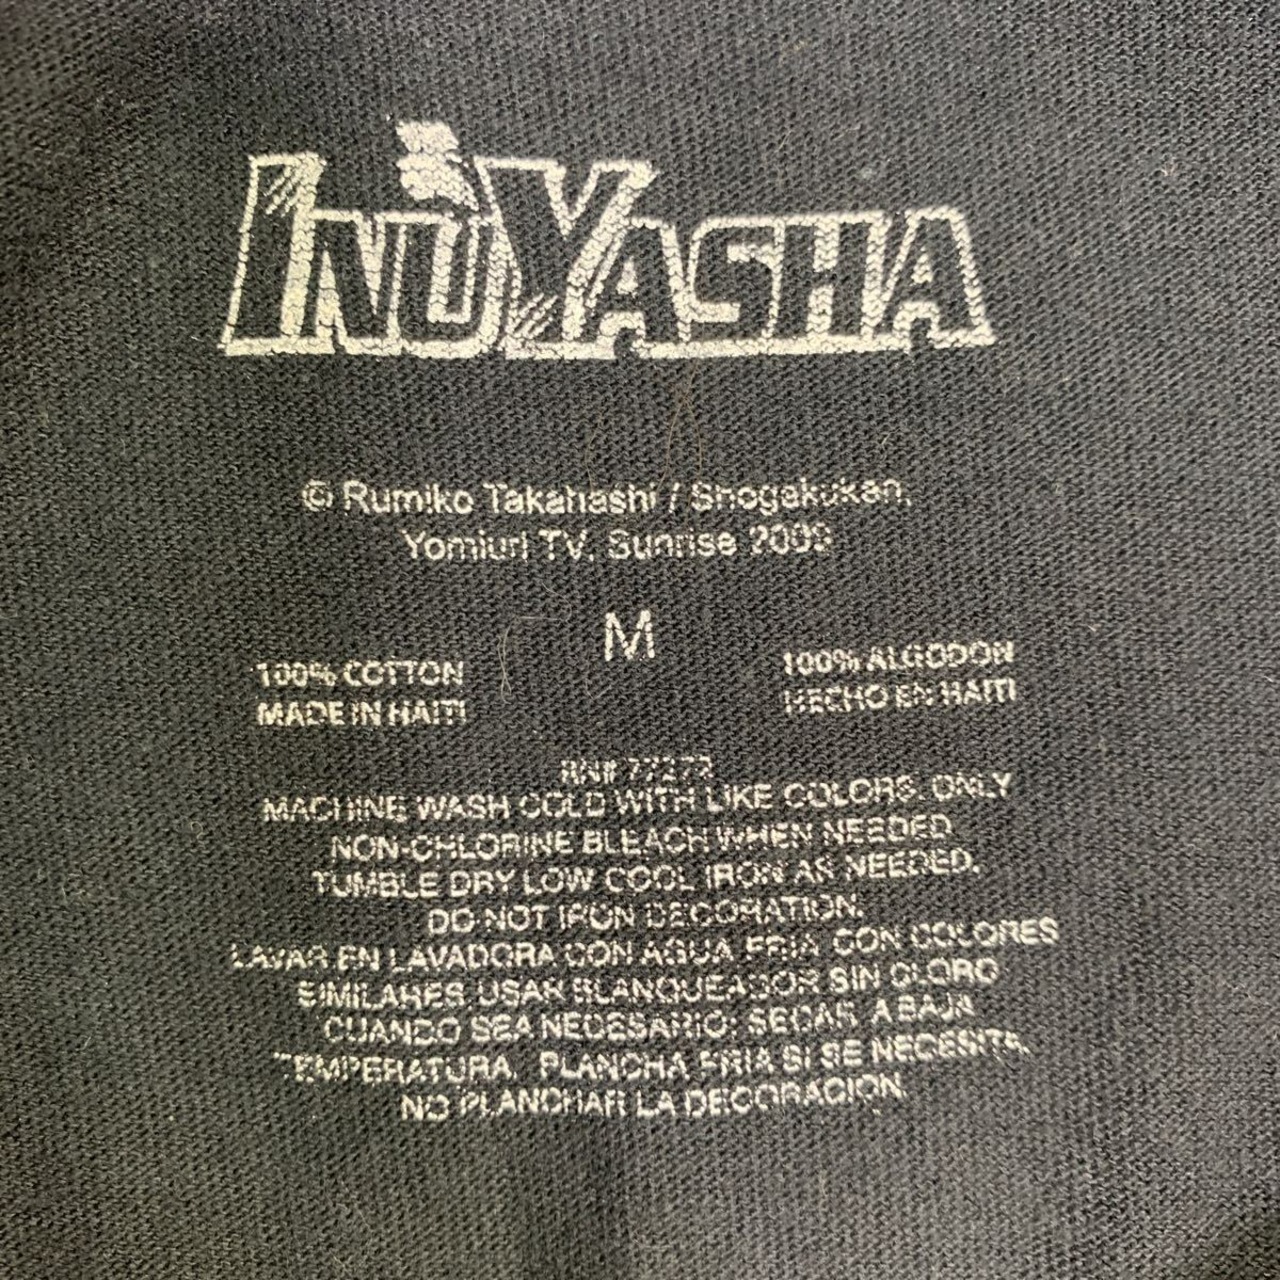 INUYASHA
© Rumiko Takahashi / Shogakukan,
Yomiuri TV, Sunrise 2009
M
100% COTTON
MADE IN HAITI
100% ALGODON
HECHO EN HAITI
RN#
MACHINE WASH COLD WITH LIKE COLORS. ONLY
NON-CHLORINE BLEACH WHEN NEEDED
TUMBLE DRY LOW COOL IRON AS NEEDED.
DO NOT IRON DECORATION.
LAVAR EN LAVADORA CON AGUA FRIA CON COLORES
SIMILARES USAR BLANQUEADOR SIN CLORO
CUANDO SEA NECESARIO; SECAR A BAJA
TEMPERATURA. PLANCHA FRIA SI SE NECESITA.
NO PLANCHAR LA DECORACION.